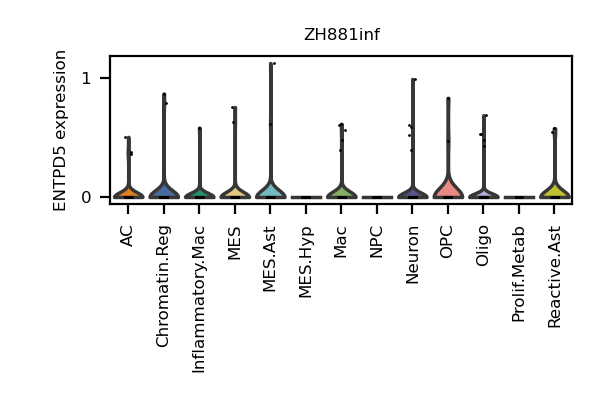 ZH881inf
ENTPD5 expression
1
0
AC
Chromatin.Reg
Inflammatory.Mac
MES
MES.Ast
MES.Hyp
Mac
NPC
Neuron
OPC
Oligo
Prolif.Metab
Reactive.Ast